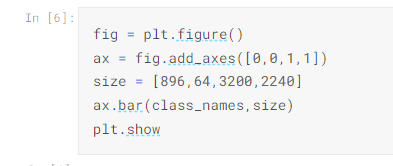 In [6]:
fig = plt.figure()
ax = fig.add_axes([0,0,1,1])
size = [896,64,3200,2240]
ax.bar(class_names,size)
plt.show